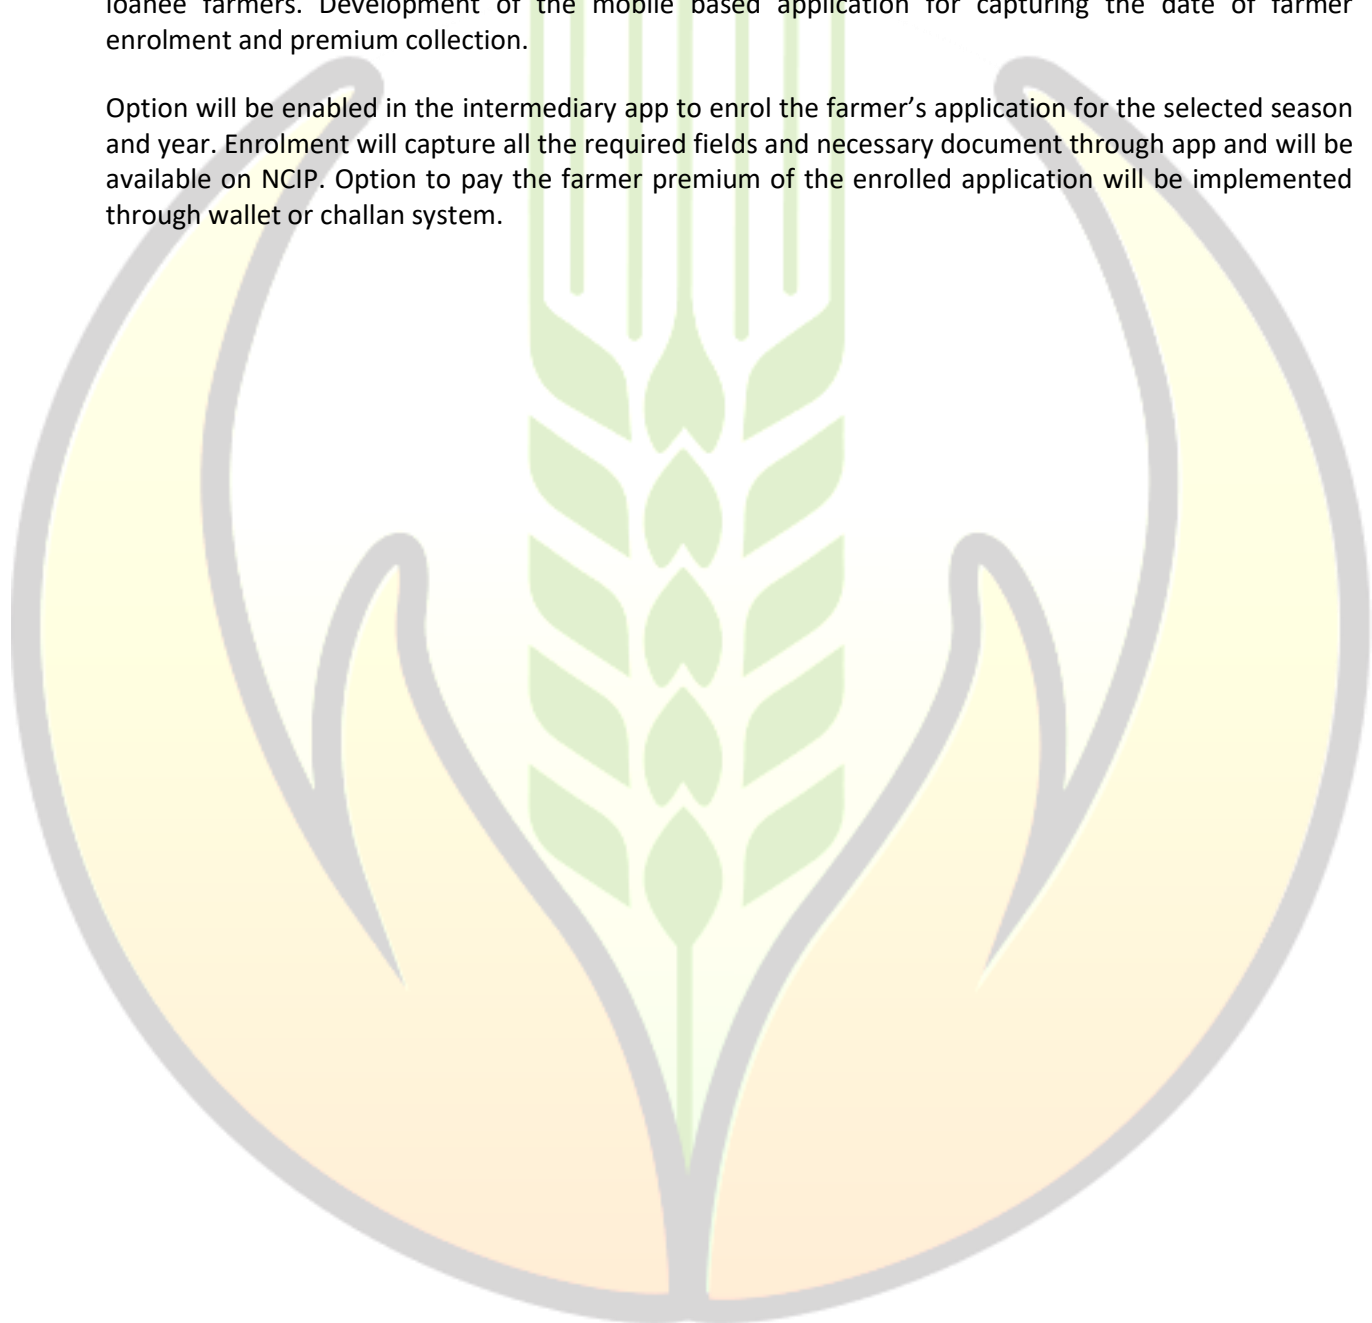 loanee farmers. Development of the mobile based application for capturing the date of farmer
enrolment and premium collection.
Option will be enabled in the intermediary app to enrol the farmer’s application for the selected season
and year. Enrolment will capture all the required fields and necessary document through app and will be
available on NCIP. Option to pay the farmer premium of the enrolled application will be implemented
through wallet or challan system.